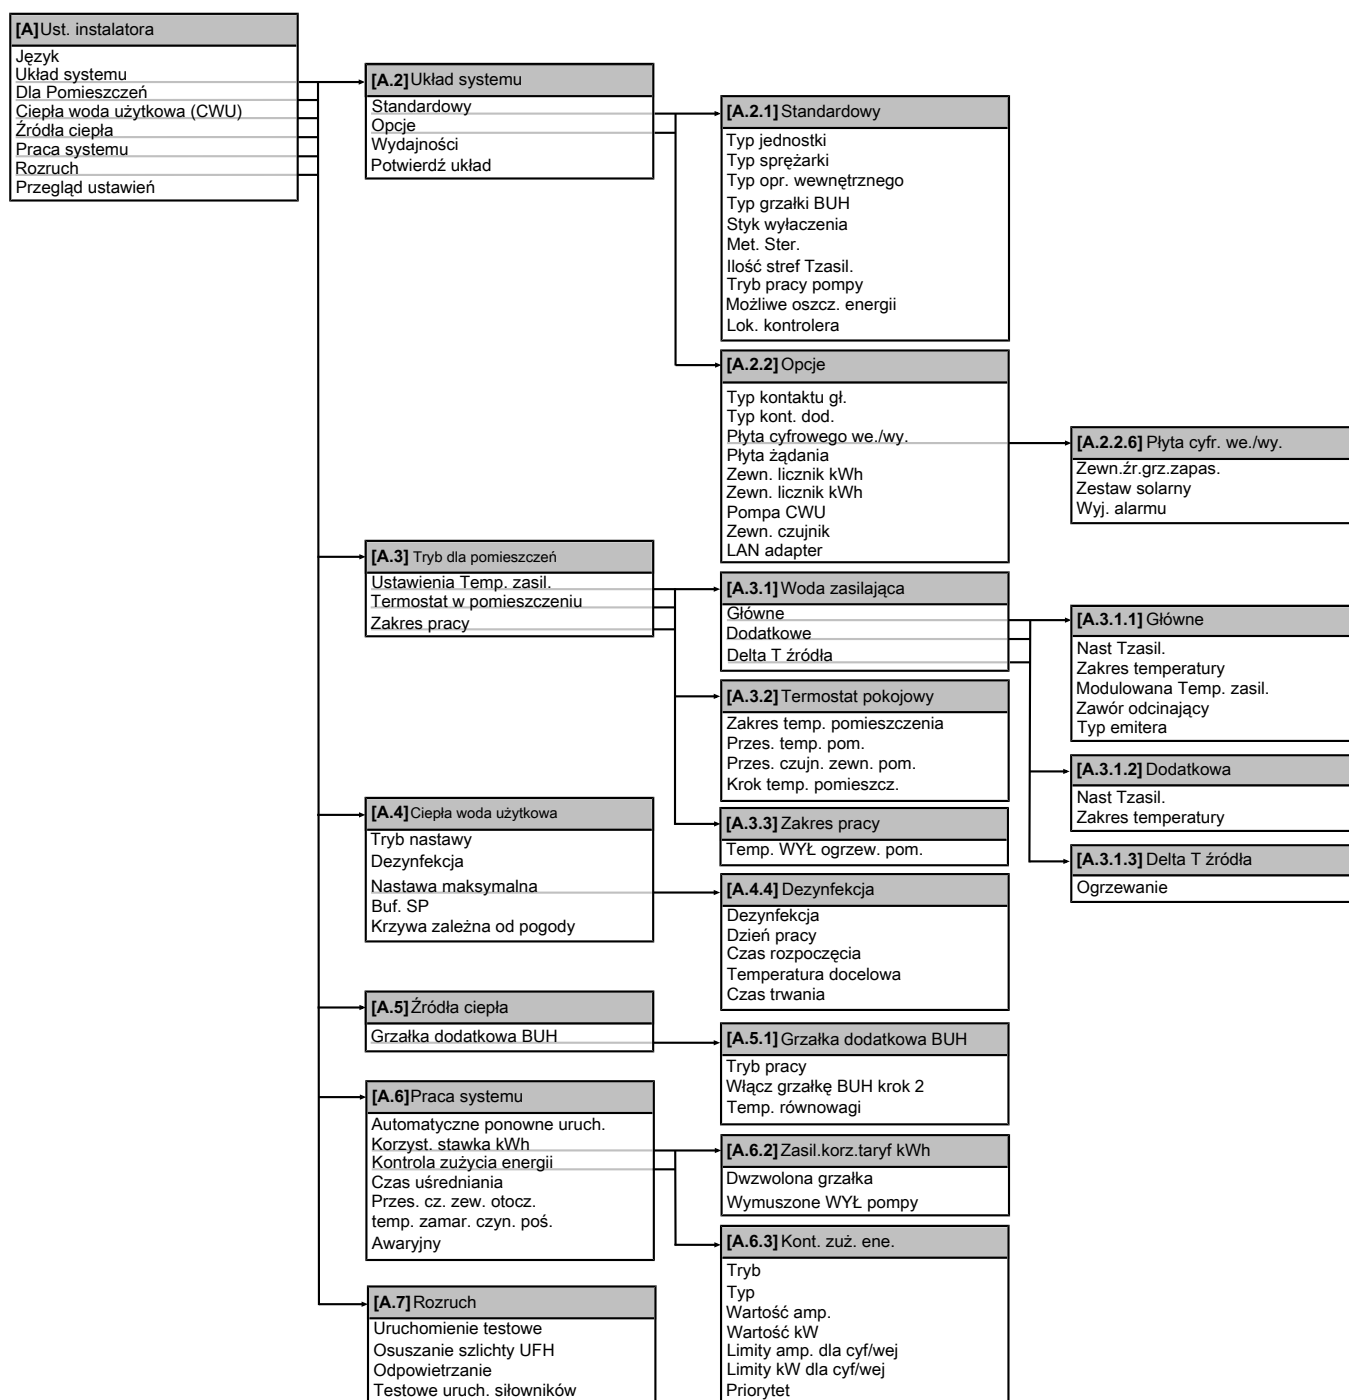 [A]Ust. instalatora
Język
Układ systemu
Dla Pomieszczeń
Ciepła woda użytkowa (CWU)
Źródła ciepła
Praca systemu
Rozruch
Przegląd ustawień
[A.2]Układ systemu
Standardowy
Opcje
Wydajności
Potwierdź układ
[A.2.1]Standardowy
Typ jednostki
Typ sprężarki
Typ opr. wewnętrznego
Typ grzałki BUH
Styk wyłaczenia
Met. Ster.
Ilość stref Tzasil.
Tryb pracy pompy
Możliwe oszcz. energii
Lok. kontrolera
[A.2.2]Opcje
Typ kontaktu gł.
Typ kont. dod.
Płyta cyfrowego we./wy.
Płyta żądania
Zewn. licznik kWh
Zewn. licznik kWh
Pompa CWU
Zewn. czujnik
LAN adapter
[A.2.2.6] Płyta cyfr. we./wy.
Zewn.źr.grz.zapas.
Zestaw solarny
Wyj. alarmu
[A.3] Tryb dla pomieszczeń
Ustawienia Temp. zasil.
Termostat w pomieszczeniu
Zakres pracy
[A.3.1] Woda zasilająca
Główne
Dodatkowe
Delta T źródła
[A.3.1.1] Główne
Nast Tzasil.
Zakres temperatury
Modulowana Temp. zasil.
Zawór odcinający
Typ emitera
[A.3.1.2] Dodatkowa
Nast Tzasil.
Zakres temperatury
[A.3.1.3] Delta T źródła
Ogrzewanie
[A.3.2] Termostat pokojowy
Zakres temp. pomieszczenia
Przes. temp. pom.
Przes. czujn. zewn. pom.
Krok temp. pomieszcz.
[A.3.3] Zakres pracy
Temp. WYŁ ogrzew. pom.
[A.4]Ciepła woda użytkowa
Tryb nastawy
Dezynfekcja
Nastawa maksymalna
Buf. SP
Krzywa zależna od pogody
[A.4.4] Dezynfekcja
Dezynfekcja
Dzień pracy
Czas rozpoczęcia
Temperatura docelowa
Czas trwania
[A.5]Źródła ciepła
Grzałka dodatkowa BUH
[A.5.1]Grzałka dodatkowa BUH
Tryb pracy
Włącz grzałkę BUH krok 2
Temp. równowagi
[A.6]Praca systemu
Automatyczne ponowne uruch.
Korzyst. stawka kWh
Kontrola zużycia energii
Czas uśredniania
Przes. cz. zew. otocz.
temp. zamar. czyn. poś.
Awaryjny
[A.6.2]Zasil.korz.taryf kWh
Dwzwolona grzałka
Wymuszone WYŁ pompy
[A.6.3]Kont. zuż. ene.
Tryb
Typ
Wartość amp.
Wartość kW
Limity amp. dla cyf/wej
Limity kW dla cyf/wej
Priorytet
[A.7]Rozruch
Uruchomienie testowe
Osuszanie szlichty UFH
Odpowietrzanie
Testowe uruch. siłowników